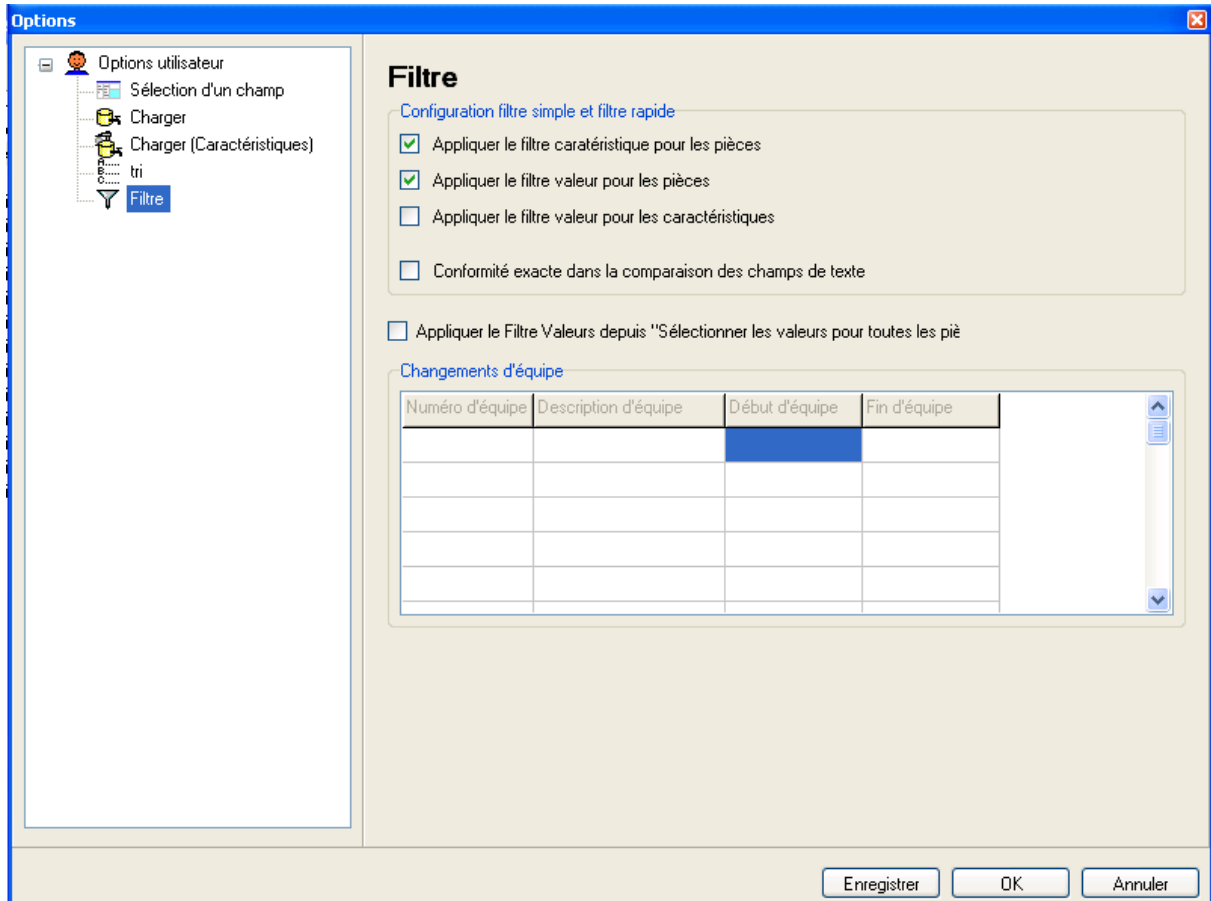 Options
Options utilisateur
Sélection d'un champ
Charger
Charger (Caractéristiques)
tri
Filtre
Filtre
Configuration filtre simple et filtre rapide
Appliquer le filtre caratéristique pour les pièces
Appliquer le filtre valeur pour les pièces
Appliquer le filtre valeur pour les caractéristiques
Conformité exacte dans la comparaison des champs de texte
Appliquer le Filtre Valeurs depuis "Sélectionner les valeurs pour toutes les piè
Changements d'équipe
Numéro d'équipe Description d'équipe Début d'équipe Fin d'équipe
Enregistrer OK Annuler